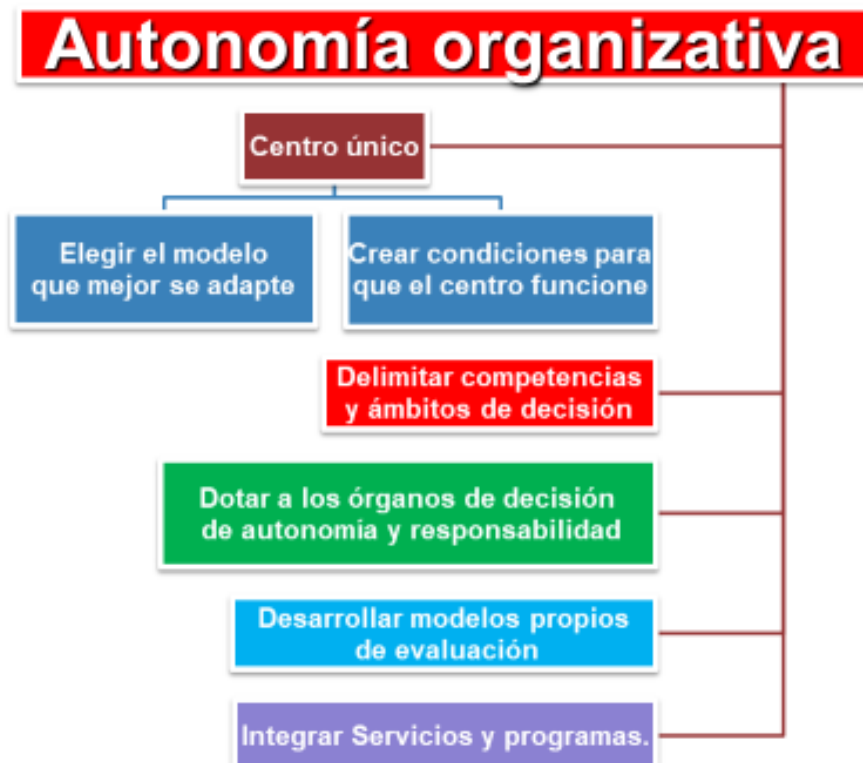 Autonomía organizativa
Centro único
Elegir el modelo
que mejor se adapte
Crear condiciones para
que el centro funcione
Delimitar competencias
y ámbitos de decisión
Dotar a los órganos de decisión
de autonomía y responsabilidad
Desarrollar modelos propios
de evaluación
Integrar Servicios y programas.